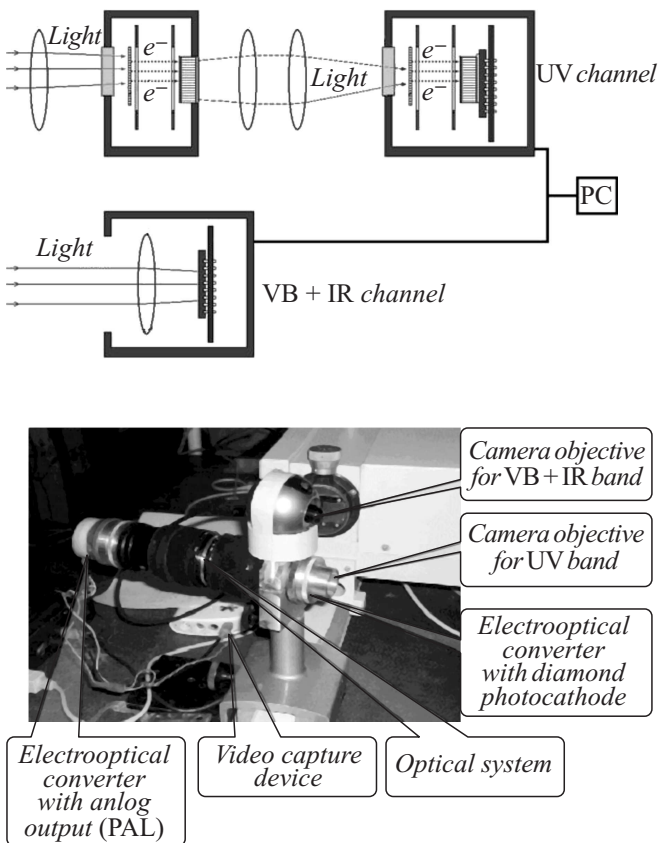 Light
e⁻
e⁻
Light
e⁻
e⁻
UV channel
PC
Light
VB + IR channel
Camera objective
for VB + IR band
Camera objective
for UV band
Electrooptical
converter
with diamond
photocathode
Electrooptical
converter
with anlog
output (PAL)
Video capture
device
Optical system